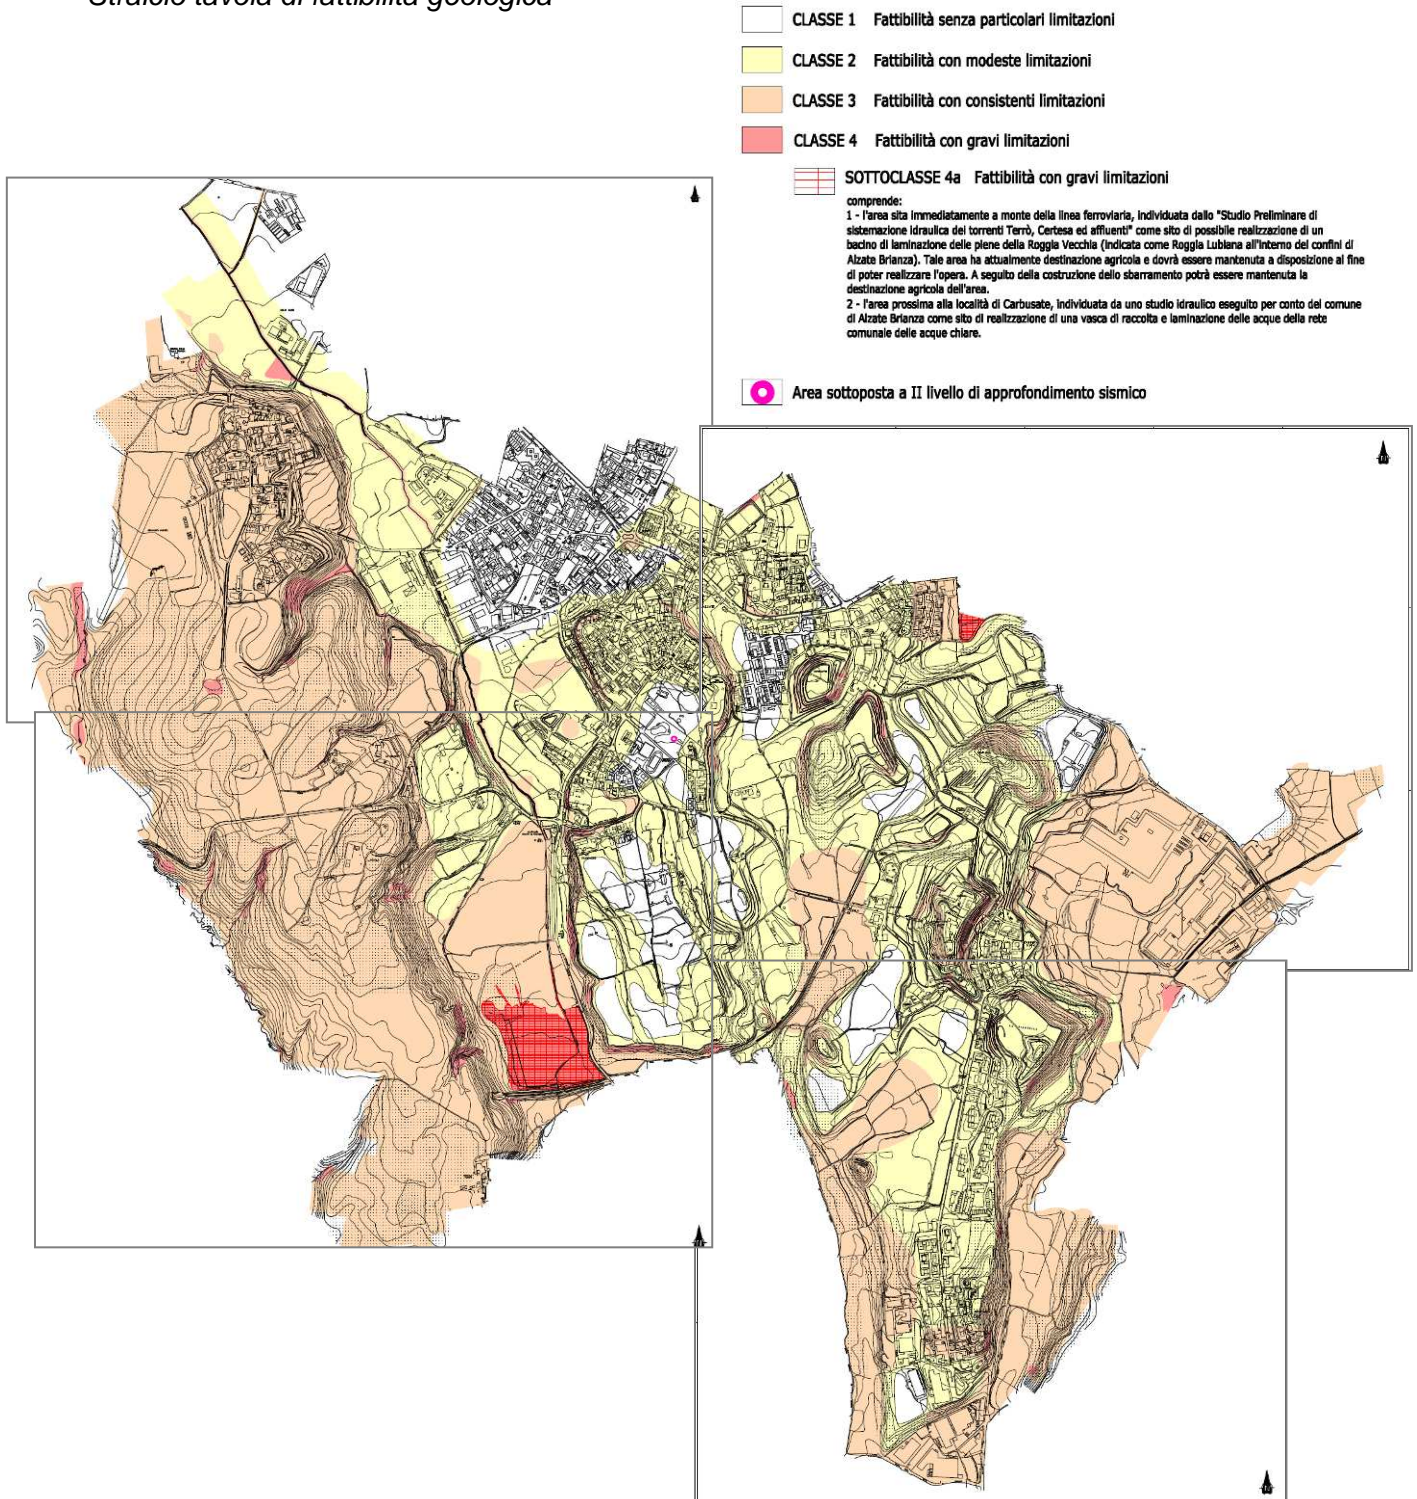 Stralcio tavola di fattibilità geologica
CLASSE 1 Fattibilità senza particolari limitazioni
CLASSE 2 Fattibilità con modeste limitazioni
CLASSE 3 Fattibilità con consistenti limitazioni
CLASSE 4 Fattibilità con gravi limitazioni
SOTTOCLASSE 4a Fattibilità con gravi limitazioni
comprende:
1 - l'area sita immediatamente a monte della linea ferroviaria, individuata dallo "Studio Preliminare di
sistemazione idraulica dei torrenti Terrò, Certesa ed affluenti" come sito di possibile realizzazione di un
bacino di laminazione delle piene della Roggia Vecchia (indicata come Roggia Lubiana all'interno dei confini di
Alzate Brianza). Tale area ha attualmente destinazione agricola e dovrà essere mantenuta a disposizione al fine
di poter realizzare l'opera. A seguito della costruzione dello sbarramento potrà essere mantenuta la
destinazione agricola dell'area.
2 - l'area prossima alla località di Carbusate, individuata da uno studio idraulico eseguito per conto del comune
di Alzate Brianza come sito di realizzazione di una vasca di raccolta e laminazione delle acque della rete
comunale delle acque chiare.
Area sottoposta a II livello di approfondimento sismico